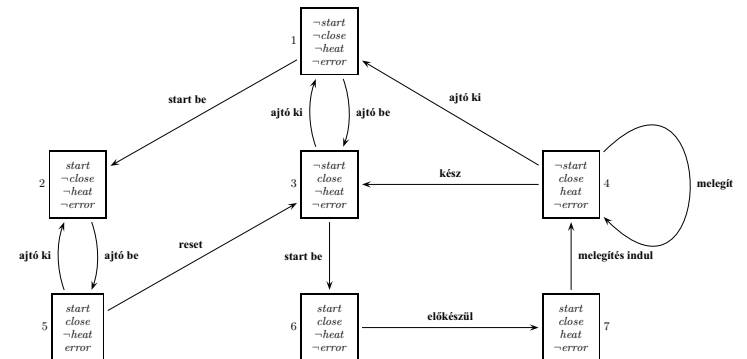 1
¬start
¬close
¬heat
¬error
start be
ajtó ki
ajtó be
ajtó ki
2
start
¬close
¬heat
¬error
3
¬start
close
¬heat
¬error
kész
¬start
close
heat
¬error
4
melegít
ajtó ki
ajtó be
reset
start be
melegítés indul
5
start
close
¬heat
error
6
start
close
¬heat
¬error
előkészül
start
close
heat
¬error
7